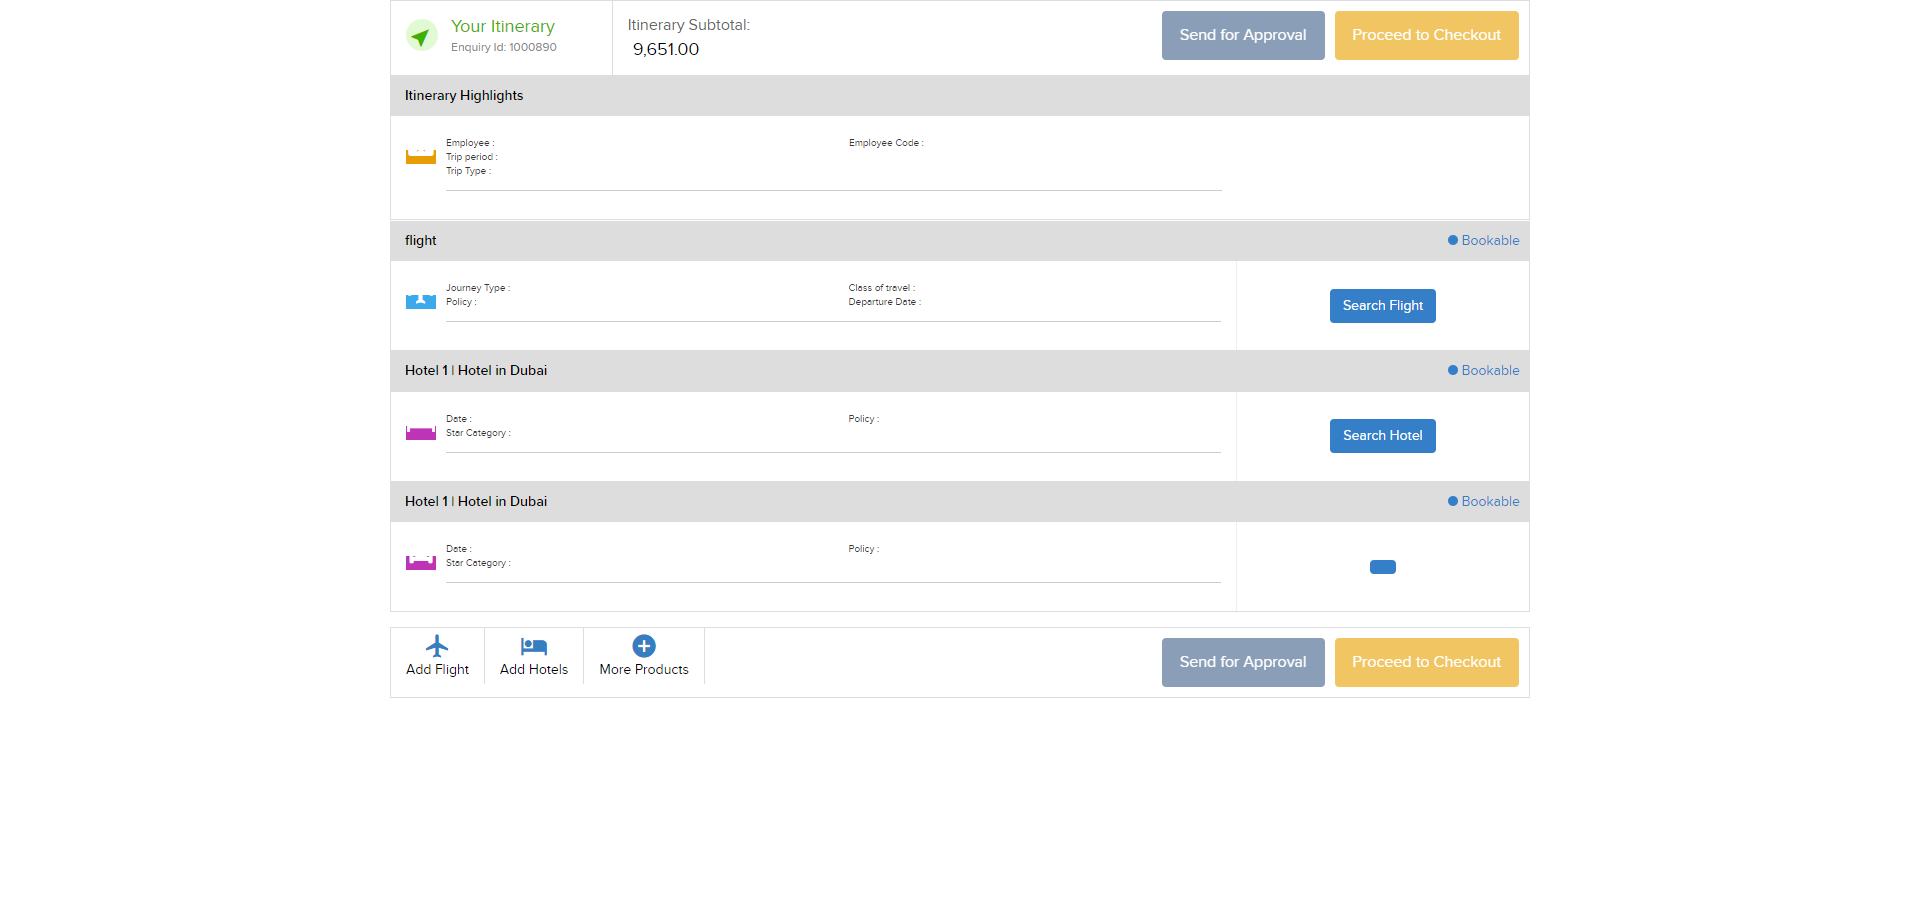 Your Itinerary
Enquiry Id: 1000890
Itinerary Subtotal:
9,651.00
Send for Approval
Proceed to Checkout
Itinerary Highlights
Employee :
Employee Code :
Trip period :
Trip Type :
flight
Bookable
Journey Type :
Class of travel :
Policy :
Departure Date :
Search Flight
Hotel 1 | Hotel in Dubai
Bookable
Date :
Policy :
Star Category :
Search Hotel
Hotel 1 | Hotel in Dubai
Bookable
Date :
Policy :
Star Category :
Add Flight
Add Hotels
More Products
Send for Approval
Proceed to Checkout